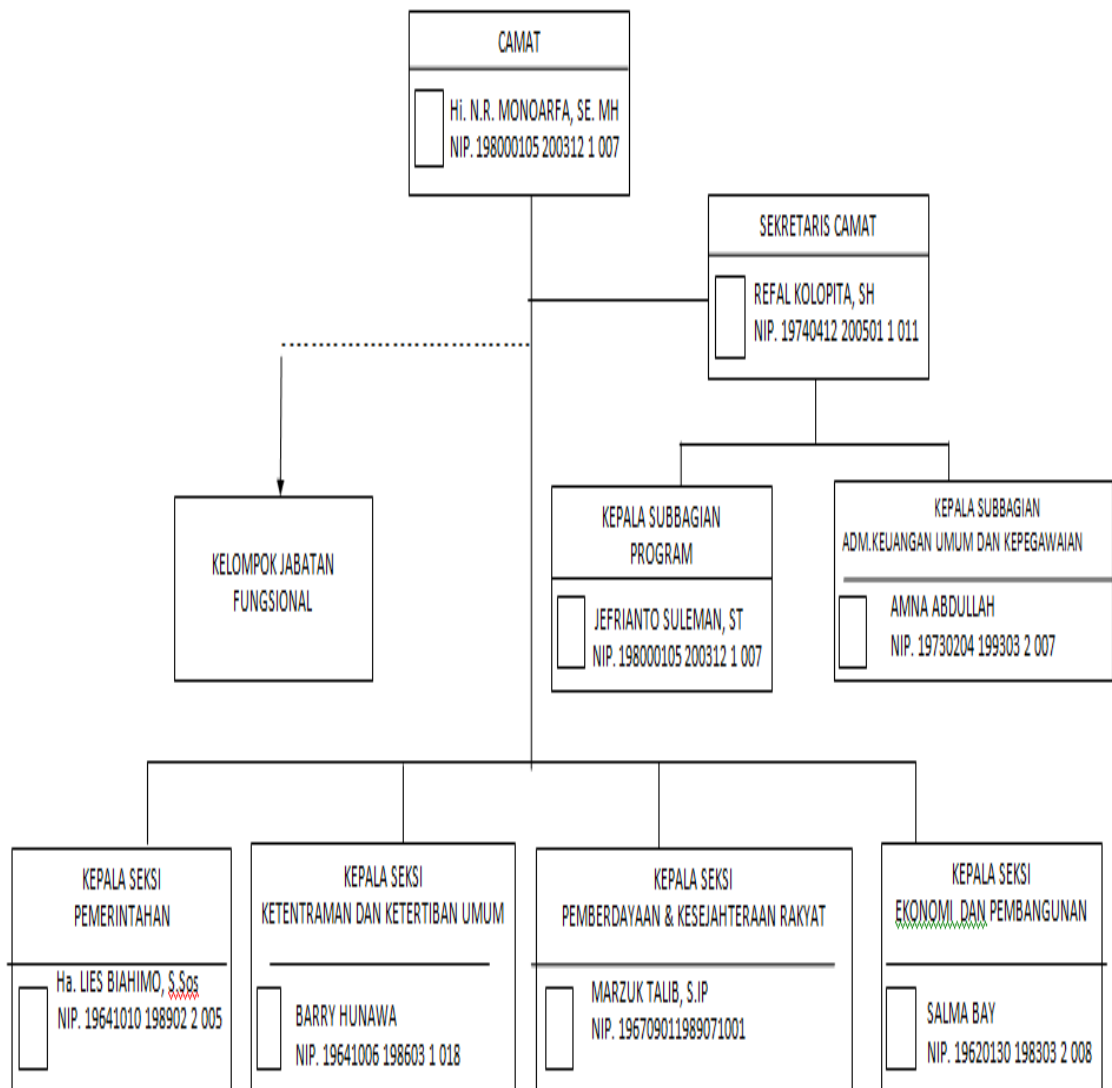 CAMAT
Hi. N.R. MONOARFA, SE. MH
NIP. 198000105 200312 1 007
SEKRETARIS CAMAT
REFAL KOLOPITA, SH
NIP. 19740412 200501 1 011
KELOMPOK JABATAN
FUNGSIONAL
KEPALA SUBBAGIAN
PROGRAM
JEFRIANTO SULEMAN, ST
NIP. 198000105 200312 1 007
KEPALA SUBBAGIAN
ADM.KEUANGAN UMUM DAN KEPEGAWAIAN
AMNA ABDULLAH
NIP. 19730204 199303 2 007
KEPALA SEKSI
PEMERINTAHAN
Ha. LIES BIAHIMO, S.Sos
NIP. 19641010 198902 2 005
KEPALA SEKSI
KETENTRAMAN DAN KETERTIBAN UMUM
BARRY HUNAWA
NIP. 19641006 198603 1 018
KEPALA SEKSI
PEMBERDAYAAN & KESEJAHTERAAN RAKYAT
MARZUK TALIB, S.IP
NIP. 196709011989071001
KEPALA SEKSI
EKONOMI DAN PEMBANGUNAN
SALMA BAY
NIP. 19620130 198303 2 008